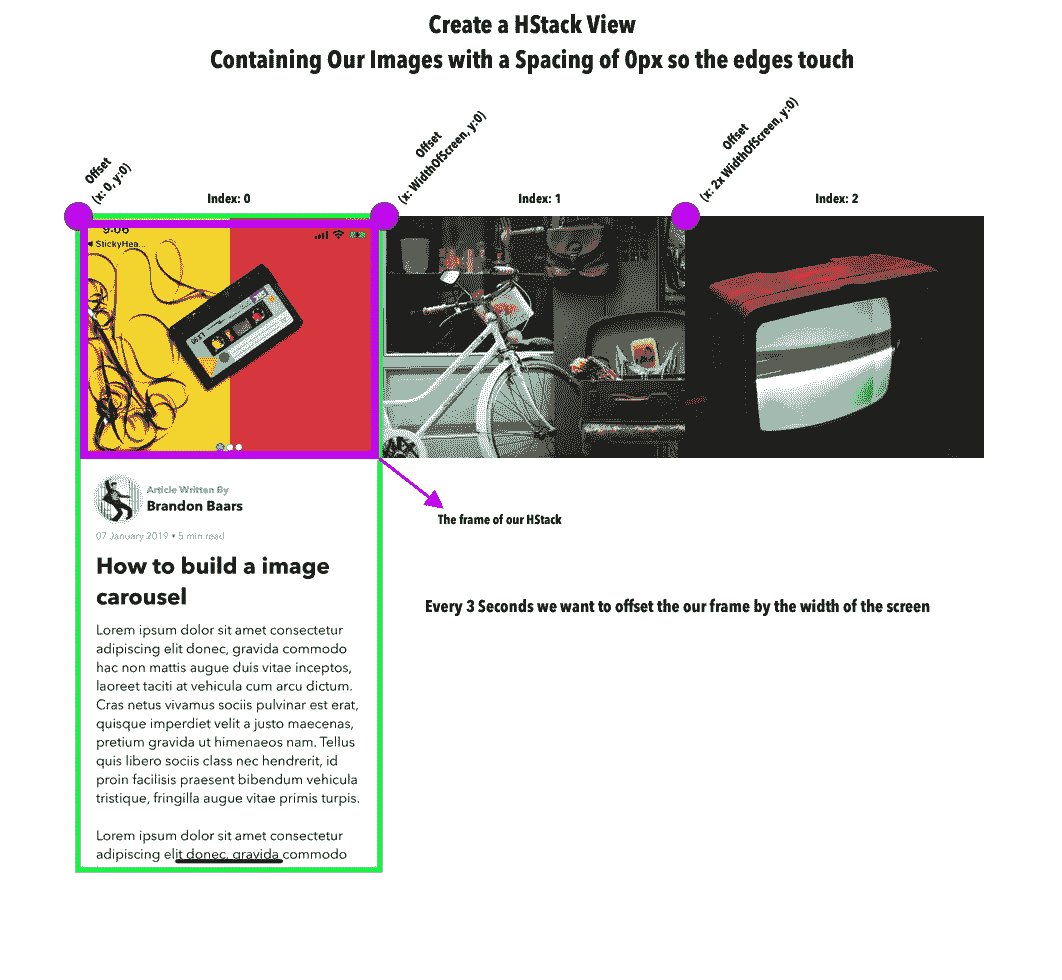 Create a HStack View
Containing Our Images with a Spacing of 0px so the edges touch
Offset
(x: 0, y:0)
Offset
(x: WidthOfScreen, y:0)
Offset
(x: 2x WidthOfScreen, y:0)
Index: 0
Index: 1
Index: 2
9:06
StickyHea...
Article Written By
Brandon Baars
07 January 2019 • 5 min read
How to build a image
carousel
Lorem ipsum dolor sit amet consectetur
adipiscing elit donec, gravida commodo
hac non mattis augue duis vitae inceptos,
laoreet taciti at vehicula cum arcu dictum.
Cras netus vivamus sociis pulvinar est erat,
quisque imperdiet velit a justo maecenas,
pretium gravida ut himenaeos nam. Tellus
quis libero sociis class nec hendrerit, id
proin facilisis praesent bibendum vehicula
tristique, fringilla augue vitae primis turpis.
Lorem ipsum dolor sit amet consectetur
adipiscing elit donec, gravida commodo
The frame of our HStack
Every 3 Seconds we want to offset the our frame by the width of the screen